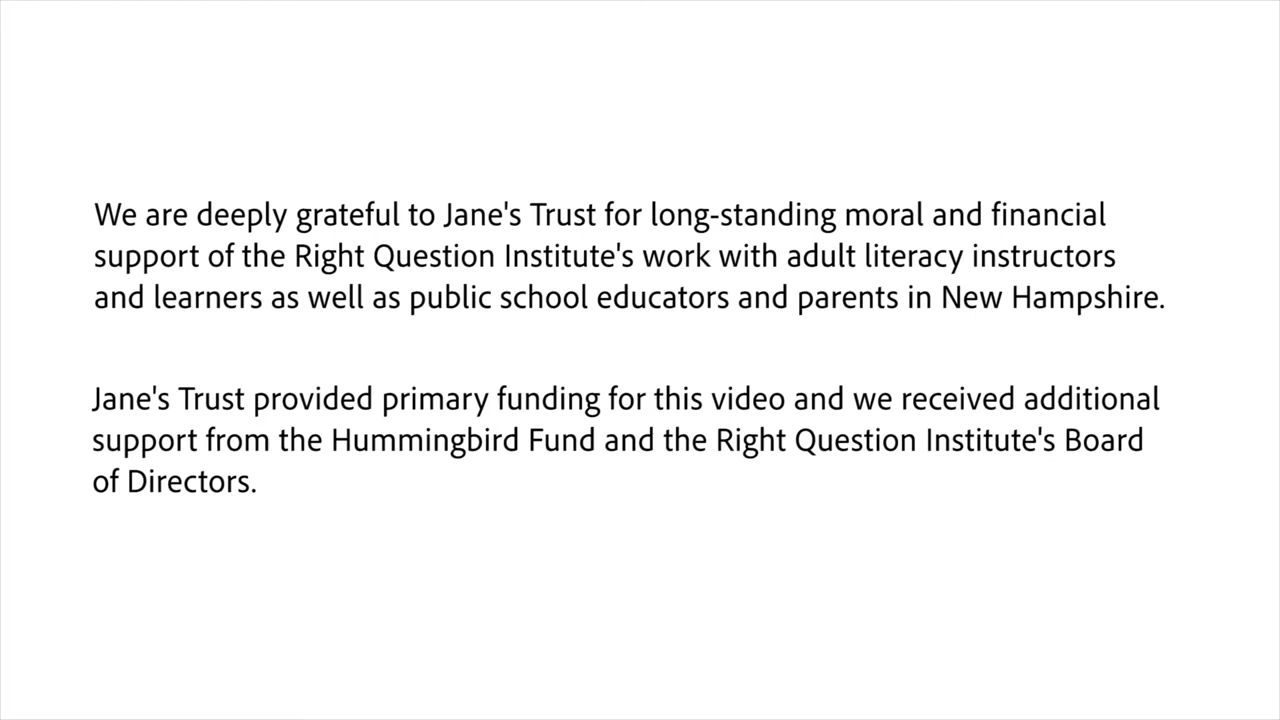 We are deeply grateful to Jane's Trust for long-standing moral and financial
support of the Right Question Institute's work with adult literacy instructors
and learners as well as public school educators and parents in New Hampshire.
Jane's Trust provided primary funding for this video and we received additional
support from the Hummingbird Fund and the Right Question Institute's Board
of Directors.